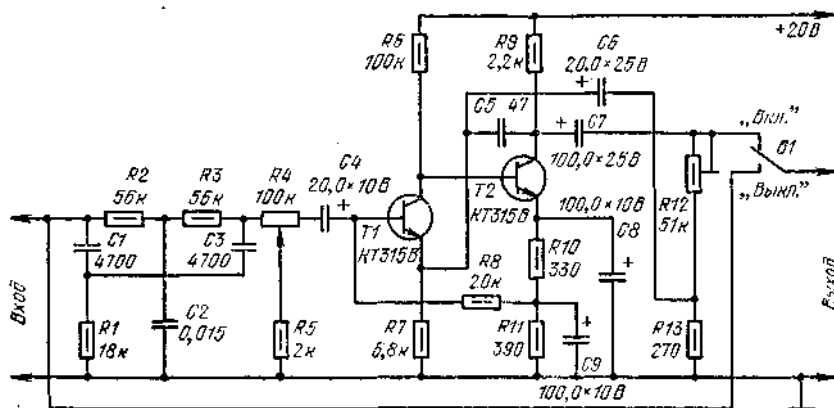 R6
100к
R9
2,2к
C6
20,0×25В
+20В
C5 47
C7
100,0×25В
„Вкл.”
В1
„Выкл.”
R2
56к
R3
56к
R4
100к
C4
20,0×10В
T1
КТ315В
T2
КТ315В
100,0×10В
C8
R12
51к
C1
4700
C3
4700
R8
20к
R10
330
Вход
Выход
R1
18к
C2
0,015
R5
2к
R7
6,8к
R11
390
C9
100,0×10В
R13
270